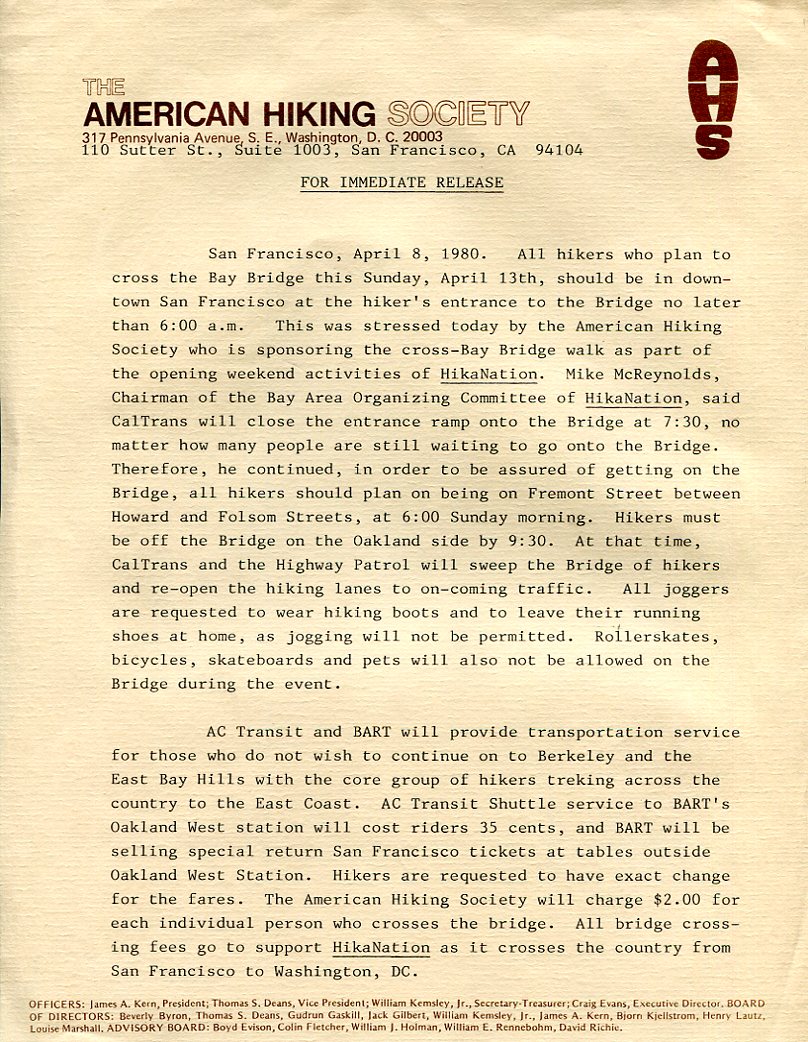 THE
AMERICAN HIKING SOCIETY
AHS
317 Pennsylvania Avenue, S. E., Washington, D. C. 20003
110 Sutter St., Suite 1003, San Francisco, CA 94104
FOR IMMEDIATE RELEASE
San Francisco, April 8, 1980. All hikers who plan to
cross the Bay Bridge this Sunday, April 13th, should be in down-
town San Francisco at the hiker's entrance to the Bridge no later
than 6:00 a.m. This was stressed today by the American Hiking
Society who is sponsoring the cross-Bay Bridge walk as part of
the opening weekend activities of HikaNation. Mike McReynolds,
Chairman of the Bay Area Organizing Committee of HikaNation, said
CalTrans will close the entrance ramp onto the Bridge at 7:30, no
matter how many people are still waiting to go onto the Bridge.
Therefore, he continued, in order to be assured of getting on the
Bridge, all hikers should plan on being on Fremont Street between
Howard and Folsom Streets, at 6:00 Sunday morning. Hikers must
be off the Bridge on the Oakland side by 9:30. At that time,
CalTrans and the Highway Patrol will sweep the Bridge of hikers
and re-open the hiking lanes to on-coming traffic. All joggers
are requested to wear hiking boots and to leave their running
shoes at home, as jogging will not be permitted. Rollerskates,
bicycles, skateboards and pets will also not be allowed on the
Bridge during the event.
AC Transit and BART will provide transportation service
for those who do not wish to continue on to Berkeley and the
East Bay Hills with the core group of hikers treking across the
country to the East Coast. AC Transit Shuttle service to BART's
Oakland West station will cost riders 35 cents, and BART will be
selling special return San Francisco tickets at tables outside
Oakland West Station. Hikers are requested to have exact change
for the fares. The American Hiking Society will charge $2.00 for
each individual person who crosses the bridge. All bridge cross-
ing fees go to support HikaNation as it crosses the country from
San Francisco to Washington, DC.
OFFICERS: James A. Kern, President; Thomas S. Deans, Vice President; William Kemsley, Jr., Secretary-Treasurer; Craig Evans, Executive Director. BOARD
OF DIRECTORS: Beverly Byron, Thomas S. Deans, Gudrun Gaskill, Jack Gilbert, William Kemsley, Jr., James A. Kern, Bjorn Kjellstrom, Henry Lautz,
Louise Marshall. ADVISORY BOARD: Boyd Evison, Colin Fletcher, William J. Holman, William E. Rennebohm, David Richie.